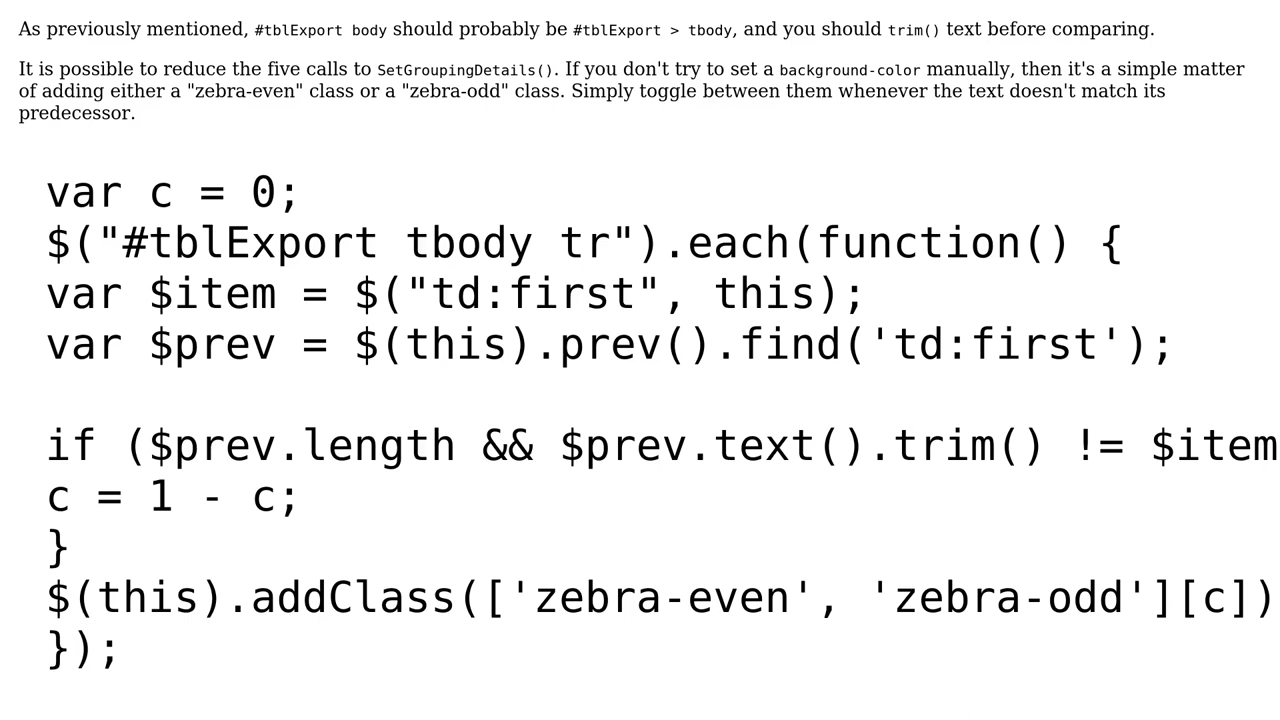 As previously mentioned, #tblExport body should probably be #tblExport > tbody, and you should trim() text before comparing.
It is possible to reduce the five calls to SetGroupingDetails(). If you don't try to set a background-color manually, then it's a simple matter
of adding either a "zebra-even" class or a "zebra-odd" class. Simply toggle between them whenever the text doesn't match its
predecessor.
var c = 0;
$("#tblExport tbody tr").each(function() {
var $item = $("td:first", this);
var $prev = $(this).prev().find('td:first');
if ($prev.length && $prev.text().trim() != $item
c = 1 - c;
}
$(this).addClass(['zebra-even', 'zebra-odd'][c])
});